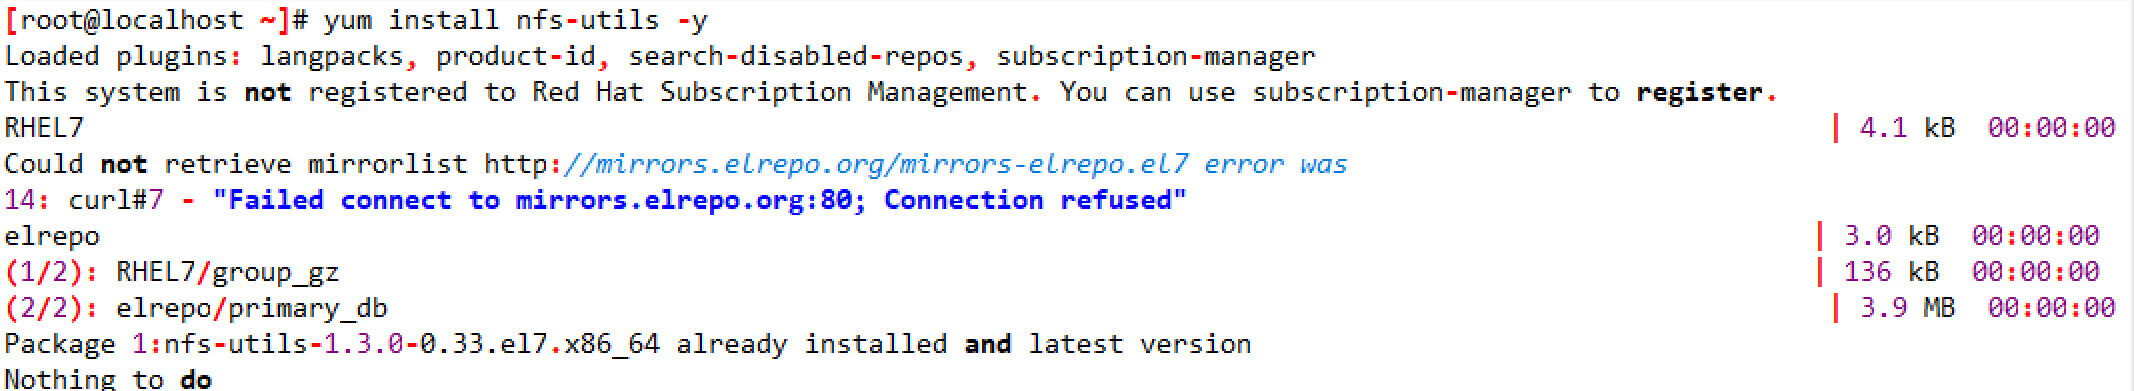 [root@localhost ~]# yum install nfs-utils -y
Loaded plugins: langpacks, product-id, search-disabled-repos, subscription-manager
This system is not registered to Red Hat Subscription Management. You can use subscription-manager to register.
RHEL7 | 4.1 kB 00:00:00
Could not retrieve mirrorlist http://mirrors.elrepo.org/mirrors-elrepo.el7 error was
14: curl#7 - "Failed connect to mirrors.elrepo.org:80; Connection refused"
elrepo | 3.0 kB 00:00:00
(1/2): RHEL7/group_gz | 136 kB 00:00:00
(2/2): elrepo/primary_db | 3.9 MB 00:00:00
Package 1:nfs-utils-1.3.0-0.33.el7.x86_64 already installed and latest version
Nothing to do